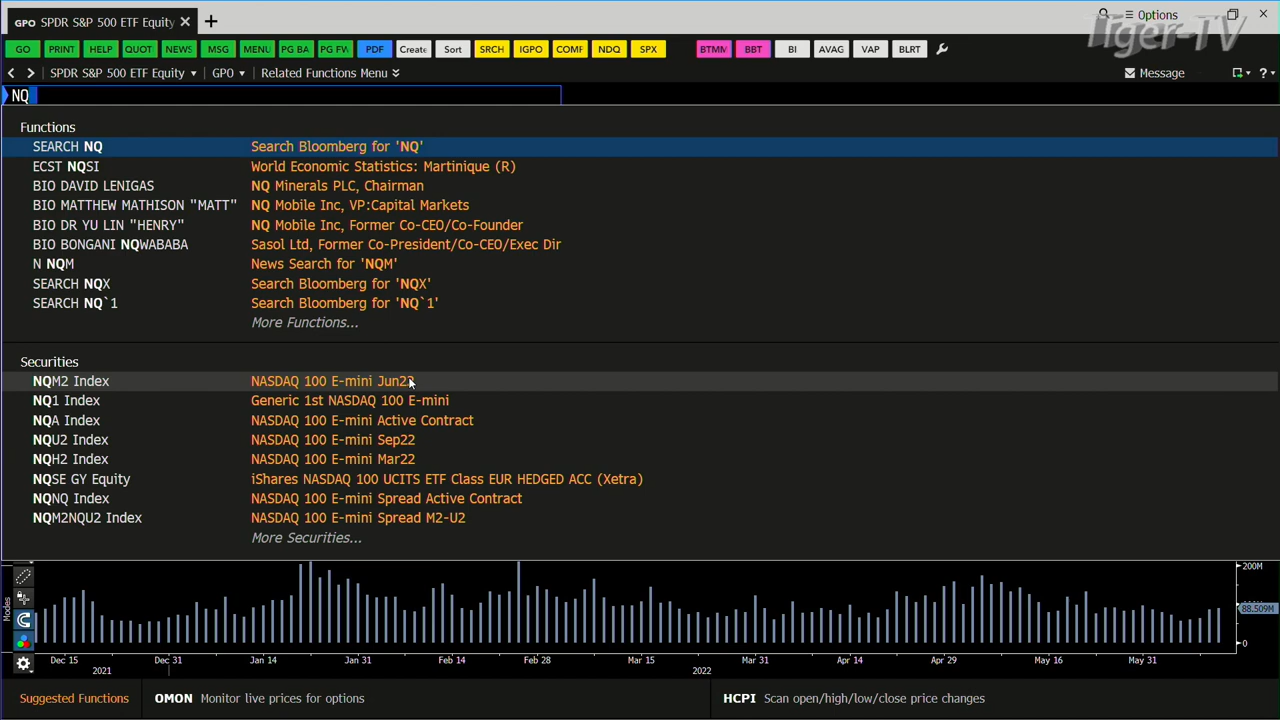 GPO SPDR S&P 500 ETF Equity
Options
Tiger-TV
GO PRINT HELP QUOT NEWS MSG MENU PG BA PG FW PDF Create Sort SRCH IGPO COMF NDQ SPX BTMM BBT BI AVAG VAP BLRT
SPDR S&P 500 ETF Equity GPO Related Functions Menu Message ?
NQ
Functions
SEARCH NQ Search Bloomberg for 'NQ'
ECST NQSI World Economic Statistics: Martinique (R)
BIO DAVID LENIGAS NQ Minerals PLC, Chairman
BIO MATTHEW MATHISON "MATT" NQ Mobile Inc, VP:Capital Markets
BIO DR YU LIN "HENRY" NQ Mobile Inc, Former Co-CEO/Co-Founder
BIO BONGANI NQWABABA Sasol Ltd, Former Co-President/Co-CEO/Exec Dir
N NQM News Search for 'NQM'
SEARCH NQX Search Bloomberg for 'NQX'
SEARCH NQ`1 Search Bloomberg for 'NQ`1'
More Functions...
Securities
NQM2 Index NASDAQ 100 E-mini Jun22
NQ1 Index Generic 1st NASDAQ 100 E-mini
NQA Index NASDAQ 100 E-mini Active Contract
NQU2 Index NASDAQ 100 E-mini Sep22
NQH2 Index NASDAQ 100 E-mini Mar22
NQSE GY Equity iShares NASDAQ 100 UCITS ETF Class EUR HEDGED ACC (Xetra)
NQNQ Index NASDAQ 100 E-mini Spread Active Contract
NQM2NQU2 Index NASDAQ 100 E-mini Spread M2-U2
More Securities...
200M
Modes
88.509M
0
Dec 15 Dec 31 Jan 14 Jan 31 Feb 14 Feb 28 Mar 15 Mar 31 Apr 14 Apr 29 May 16 May 31
2021 2022
Suggested Functions OMON Monitor live prices for options HCPI Scan open/high/low/close price changes